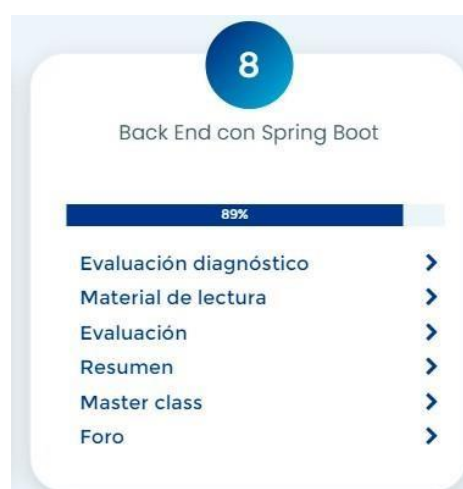 8
Back End con Spring Boot
89%
Evaluación diagnóstico
Material de lectura
Evaluación
Resumen
Master class
Foro